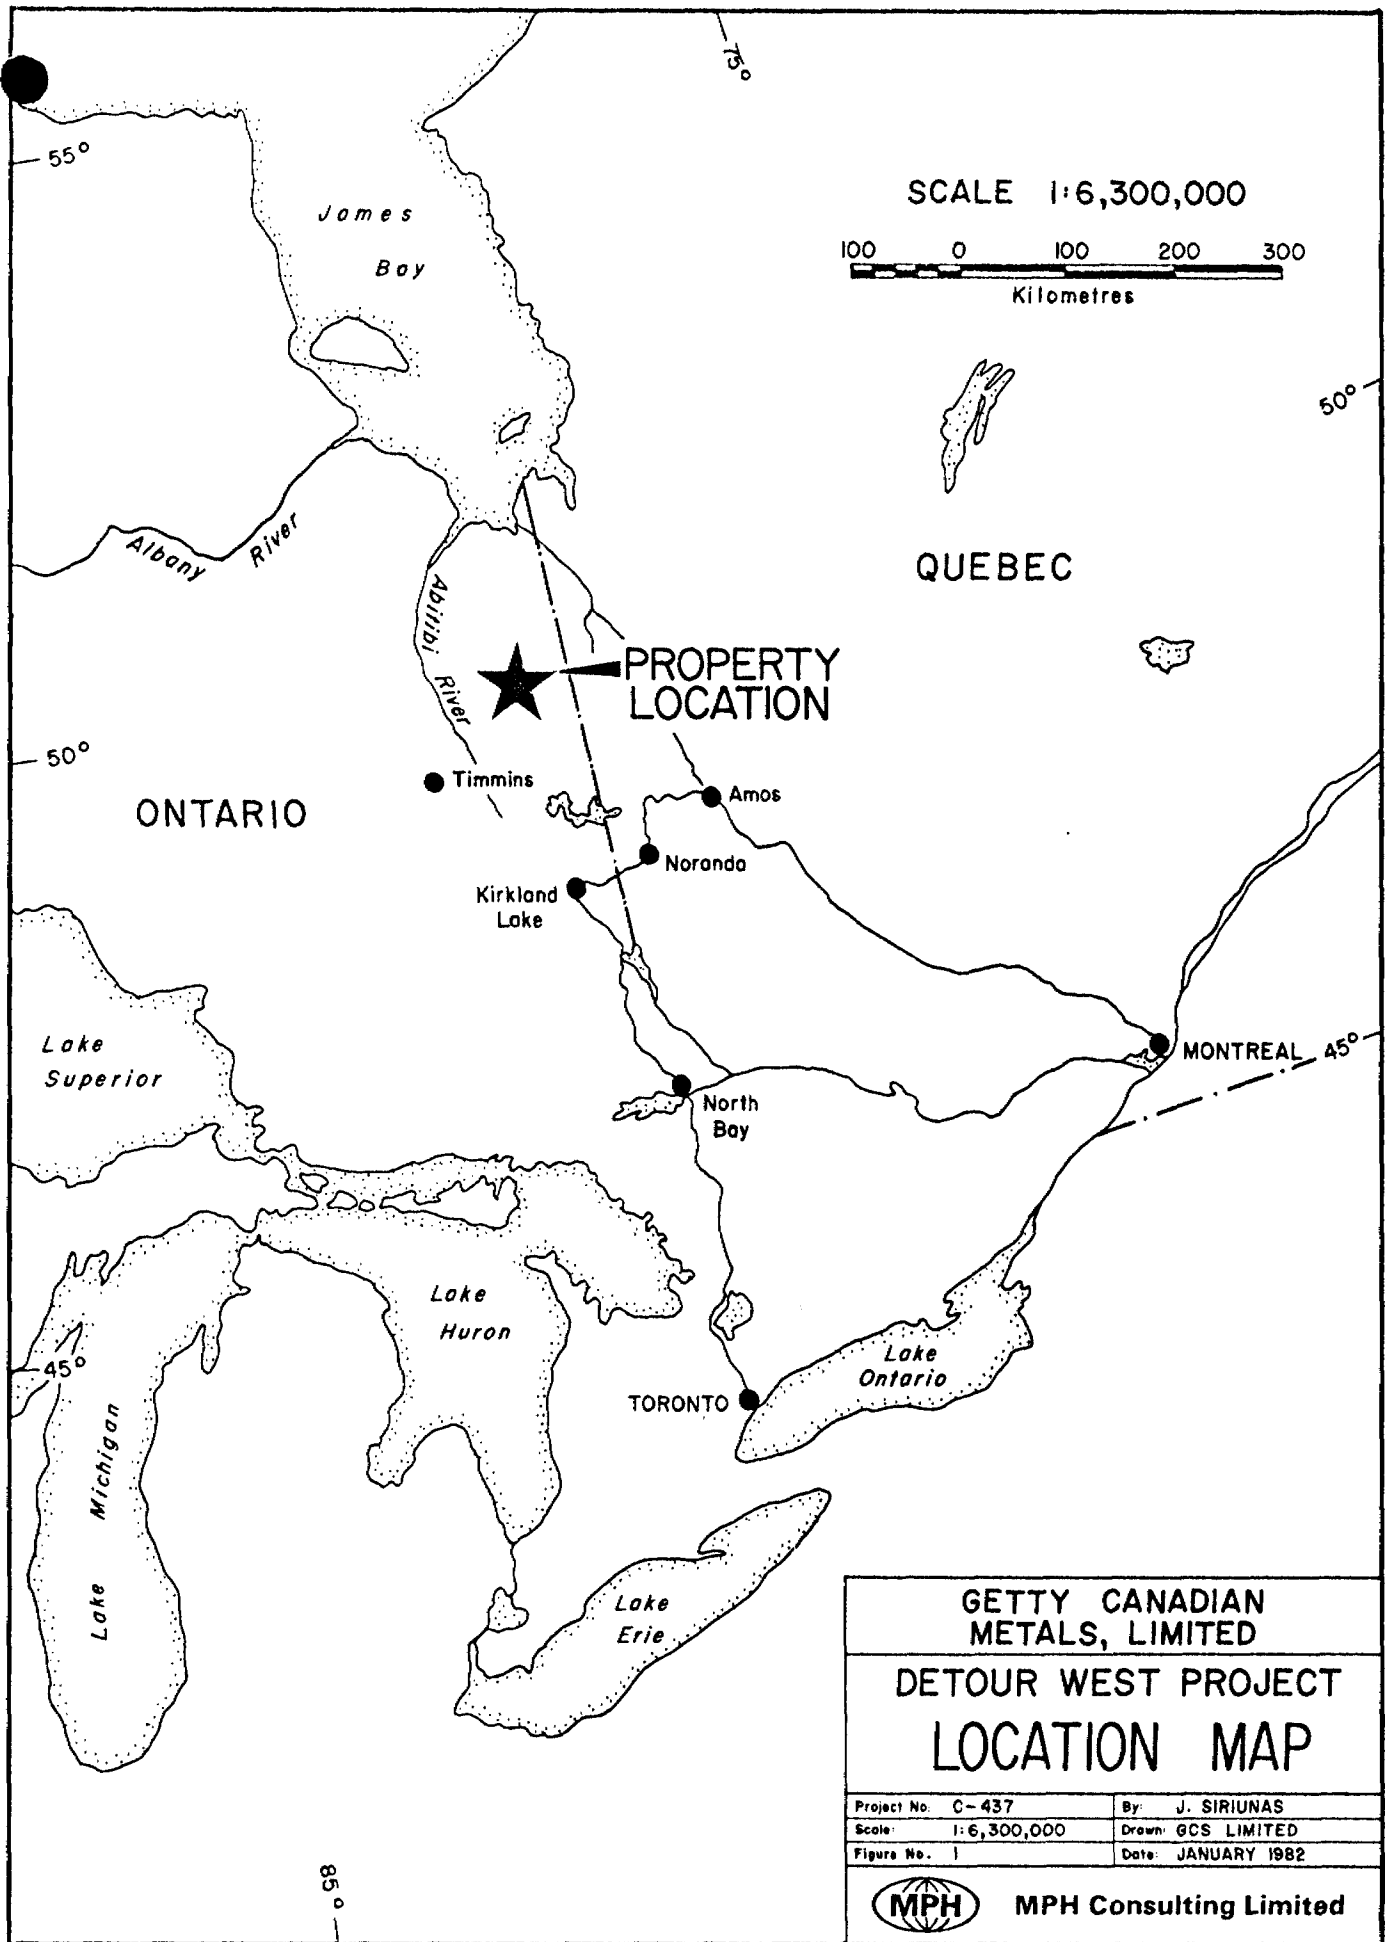 75°
55°
James
Bay
SCALE 1:6,300,000
100 0 100 200 300
Kilometres
50°
Albany River
QUEBEC
Abitibi River
PROPERTY
LOCATION
50°
Timmins
Amos
ONTARIO
Noranda
Kirkland
Lake
Lake
Superior
MONTREAL 45°
North
Bay
Lake
Huron
Lake
Ontario
45°
TORONTO
Lake Michigan
Lake
Erie
GETTY CANADIAN
METALS, LIMITED
DETOUR WEST PROJECT
LOCATION MAP
Project No: C-437 By: J. SIRIUNAS
Scale: 1:6,300,000 Drawn: GCS LIMITED
Figure No. 1 Date: JANUARY 1982
85°
MPH MPH Consulting Limited